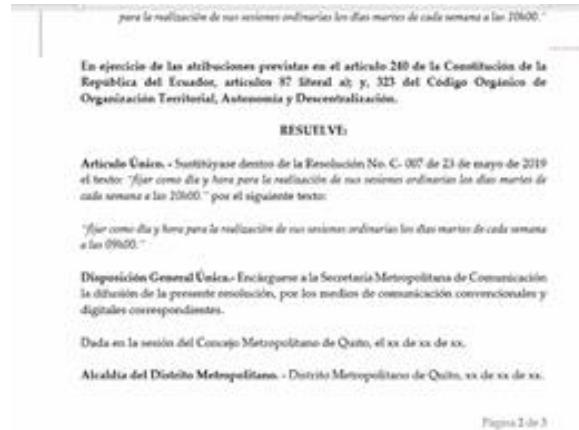 para la realización de sus sesiones ordinarias los días martes de cada semana a las 20h00."
En ejercicio de las atribuciones previstas en el artículo 240 de la Constitución de la
República del Ecuador, artículos 87 literal a); y, 323 del Código Orgánico de
Organización Territorial, Autonomía y Descentralización.
RESUELVE:
Artículo Único. - Sustitúyase dentro de la Resolución No. C- 007 de 23 de mayo de 2019
el texto: "fijar como día y hora para la realización de sus sesiones ordinarias los días martes de
cada semana a las 20h00." por el siguiente texto:
"fijar como día y hora para la realización de sus sesiones ordinarias los días martes de cada semana
a las 09h00."
Disposición General Única.- Encárguese a la Secretaría Metropolitana de Comunicación
la difusión de la presente resolución, por los medios de comunicación convencionales y
digitales correspondientes.
Dada en la sesión del Concejo Metropolitano de Quito, el xx de xx de xx.
Alcaldía del Distrito Metropolitano. - Distrito Metropolitano de Quito, xx de xx de xx.
Página 2 de 3